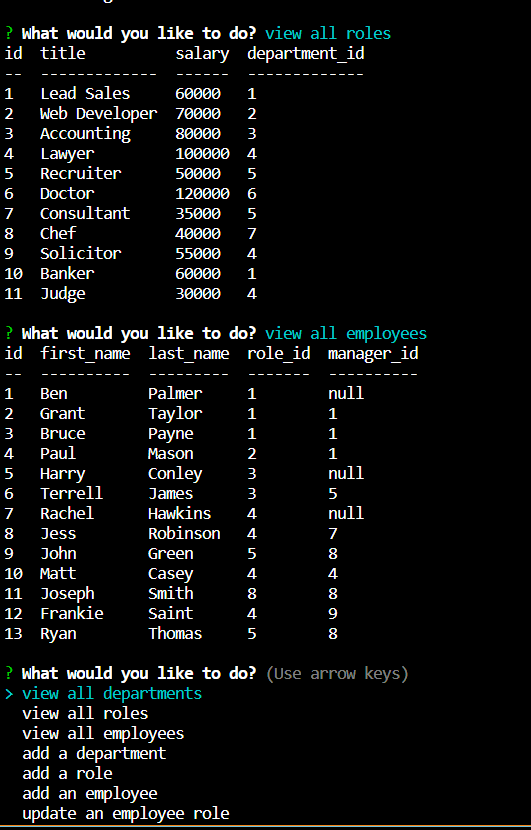 ? What would you like to do? view all roles
id  title          salary  department_id
--  -------------  ------  -------------
1   Lead Sales     60000   1
2   Web Developer  70000   2
3   Accounting     80000   3
4   Lawyer         100000  4
5   Recruiter      50000   5
6   Doctor         120000  6
7   Consultant     35000   5
8   Chef           40000   7
9   Solicitor      55000   4
10  Banker         60000   1
11  Judge          30000   4
? What would you like to do? view all employees
id  first_name  last_name  role_id  manager_id
--  ----------  ---------  -------  ----------
1   Ben         Palmer     1        null
2   Grant       Taylor     1        1
3   Bruce       Payne      1        1
4   Paul        Mason      2        1
5   Harry       Conley     3        null
6   Terrell     James      3        5
7   Rachel      Hawkins    4        null
8   Jess        Robinson   4        7
9   John        Green      5        8
10  Matt        Casey      4        4
11  Joseph      Smith      8        8
12  Frankie     Saint      4        9
13  Ryan        Thomas     5        8
? What would you like to do? (Use arrow keys)
> view all departments
  view all roles
  view all employees
  add a department
  add a role
  add an employee
  update an employee role